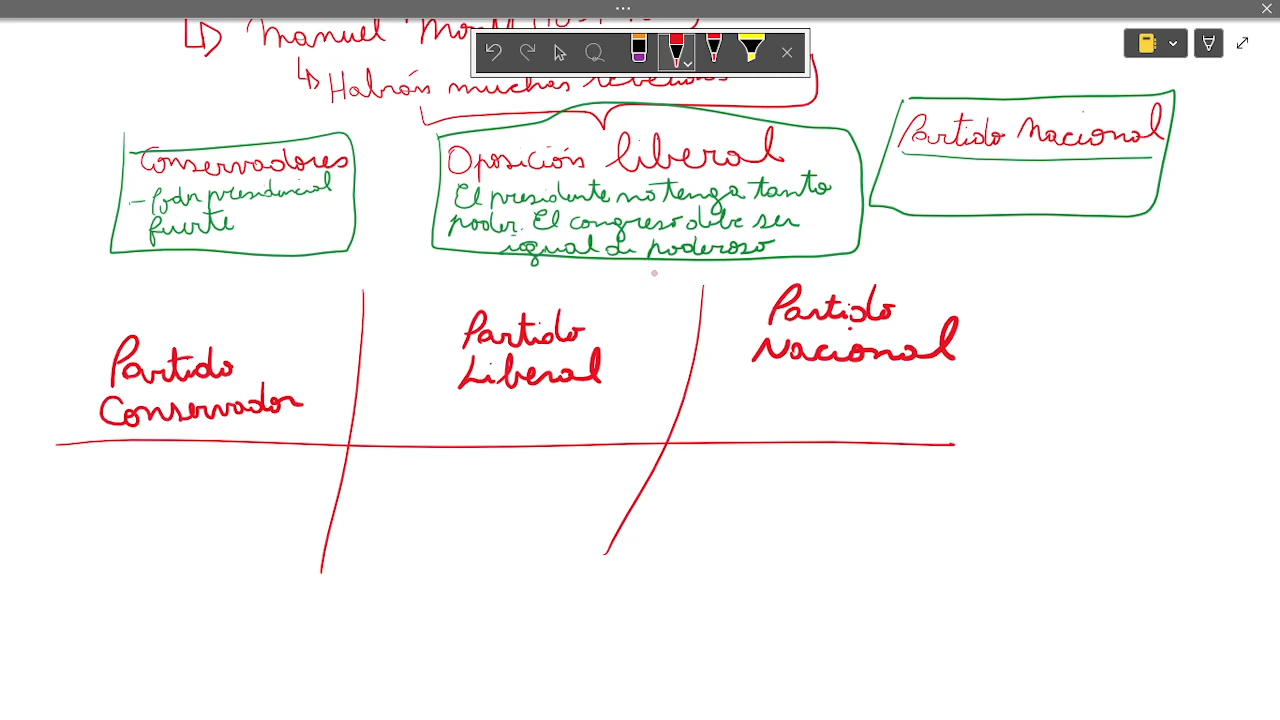 Manuel
Habrán muchas
Conservadores
- Poder presidencial
fuerte
Oposición liberal
El presidente no tenga tanto
poder. El congreso debe ser
igual de poderoso
Partido Nacional
Partido
Conservador
Partido
Liberal
Partido
Nacional